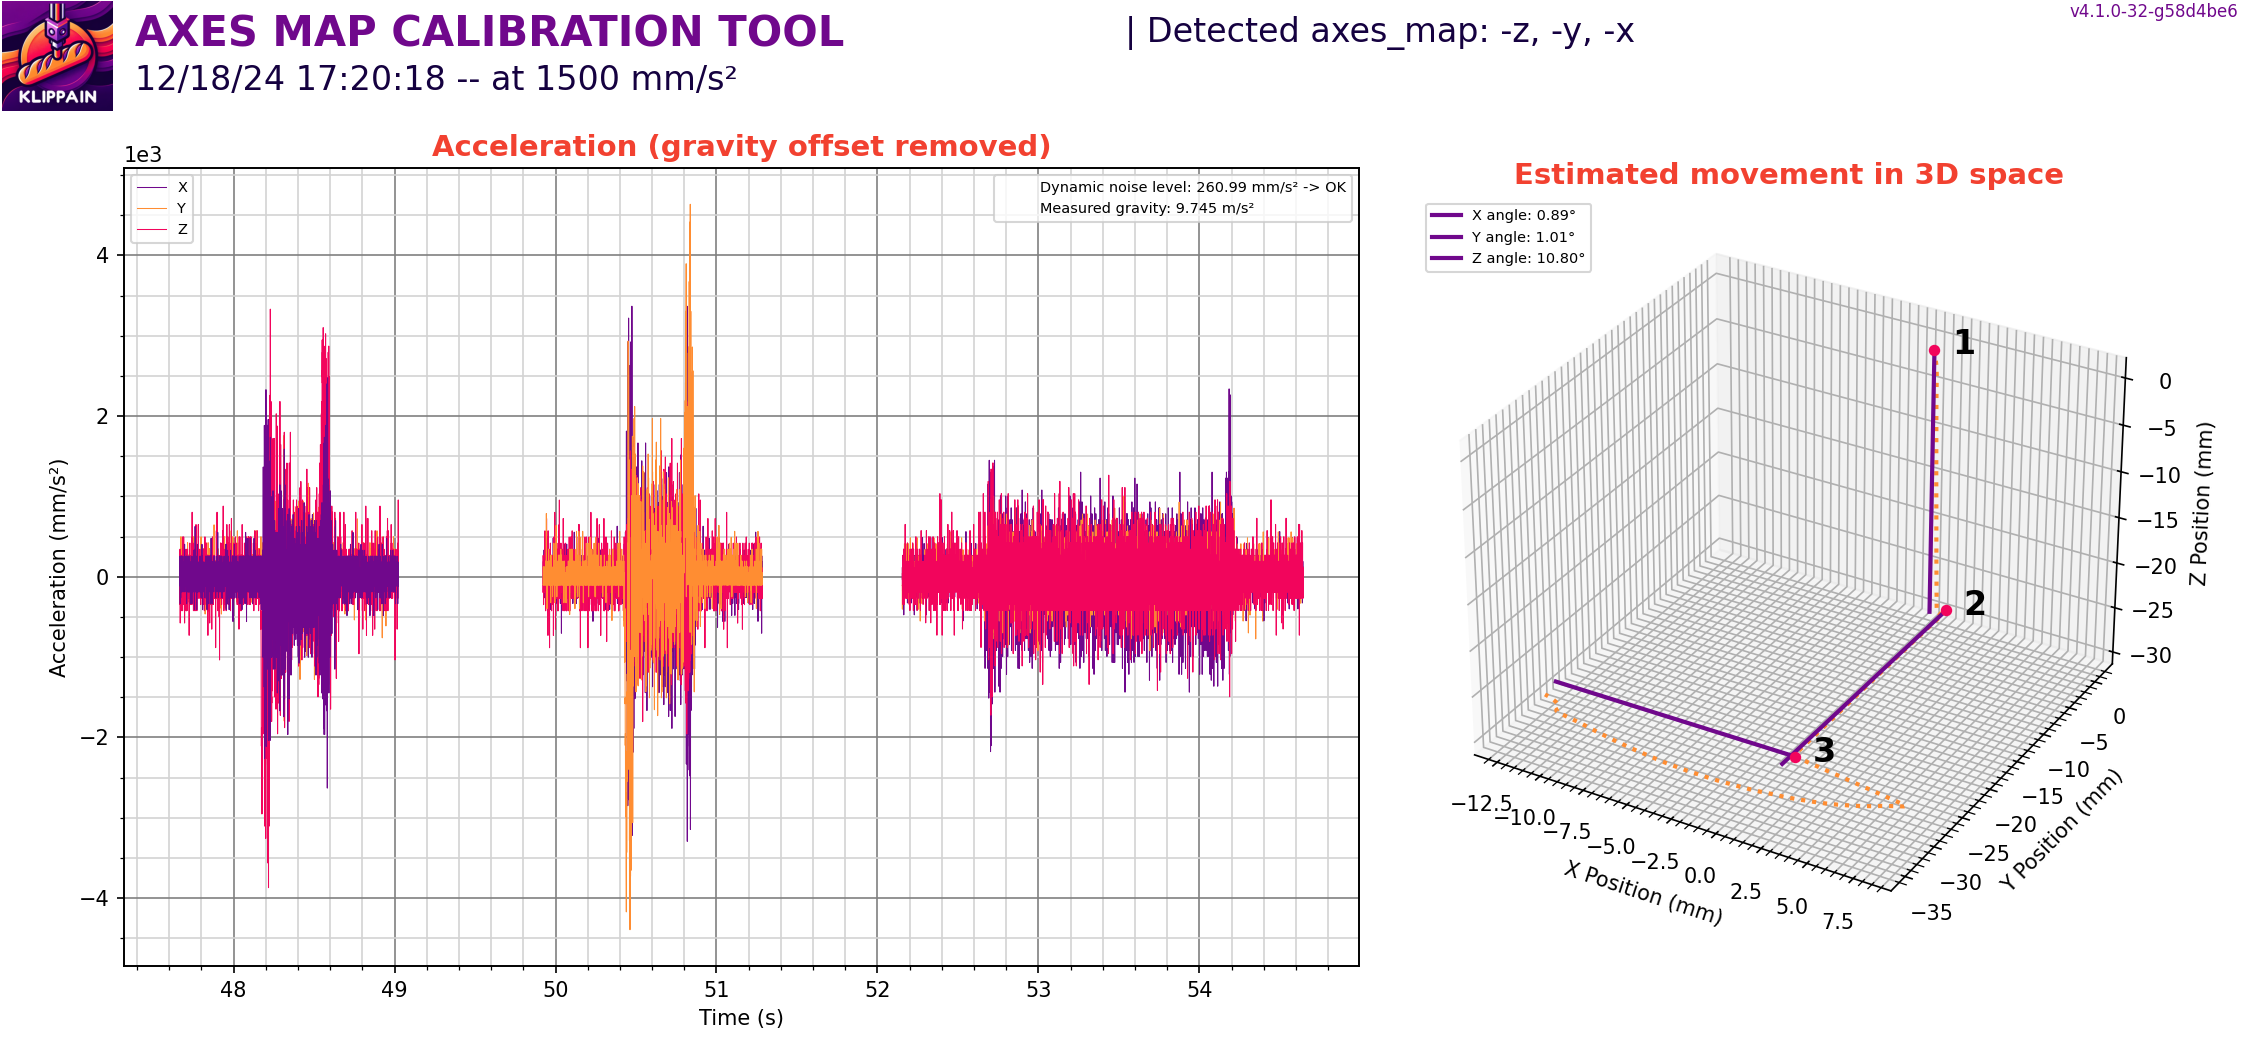 AXES MAP CALIBRATION TOOL
| Detected axes_map: -z, -y, -x
v4.1.0-32-g58d4be6
12/18/24 17:20:18 -- at 1500 mm/s²
KLIPPAIN
Acceleration (gravity offset removed)
1e3
X
Y
Z
Dynamic noise level: 260.99 mm/s² -> OK
Measured gravity: 9.745 m/s²
Acceleration (mm/s²)
4
2
0
−2
−4
48
49
50
51
52
53
54
Time (s)
Estimated movement in 3D space
X angle: 0.89°
Y angle: 1.01°
Z angle: 10.80°
1
2
3
0
−5
−10
−15
−20
−25
−30
Z Position (mm)
0
−5
−10
−15
−20
−25
−30
−35
Y Position (mm)
−12.5
−10.0
−7.5
−5.0
−2.5
0.0
2.5
5.0
7.5
X Position (mm)